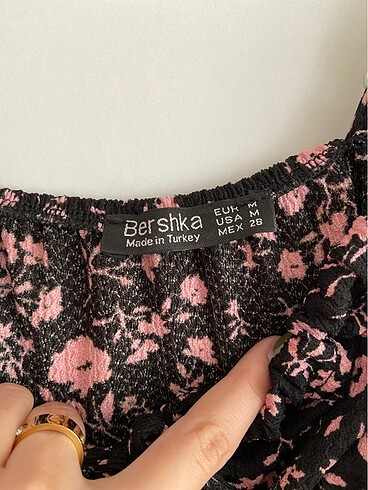 Bershka
Made in Turkey
EUR M
USA M
MEX 28